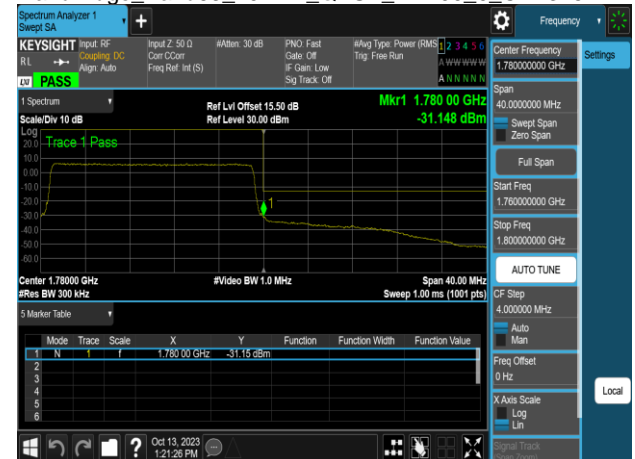 Spectrum Analyzer 1
Swept SA
Frequency
KEYSIGHT
Input: RF
Input Z: 50 Ω
#Atten: 30 dB
PNO: Fast
#Avg Type: Power (RMS
1 2 3 4 5 6
RL
Coupling: DC
Corr CCorr
Gate: Off
Trig: Free Run
A W W W W W
Align: Auto
Freq Ref: Int (S)
IF Gain: Low
LXI
PASS
Sig Track: Off
A N N N N N
Center Frequency
1.780000000 GHz
Settings
1 Spectrum
Ref Lvl Offset 15.50 dB
Mkr1 1.780 00 GHz
Scale/Div 10 dB
Ref Level 30.00 dBm
-31.148 dBm
Log
Trace 1 Pass
20.0
10.0
0.00
-10.0
-20.0
-30.0
-40.0
-50.0
-60.0
1
Center 1.78000 GHz
#Video BW 1.0 MHz
Span 40.00 MHz
#Res BW 300 kHz
Sweep 1.00 ms (1001 pts)
Span
40.0000000 MHz
Swept Span
Zero Span
Full Span
Start Freq
1.760000000 GHz
Stop Freq
1.800000000 GHz
AUTO TUNE
CF Step
4.000000 MHz
Auto
Man
Freq Offset
0 Hz
X Axis Scale
Log
Lin
Signal Track
(Span Zoom)
Local
5 Marker Table
Mode Trace Scale X Y Function Function Width Function Value
1 N 1 f 1.780 00 GHz -31.15 dBm
2
3
4
5
6
Oct 13, 2023
1:21:26 PM